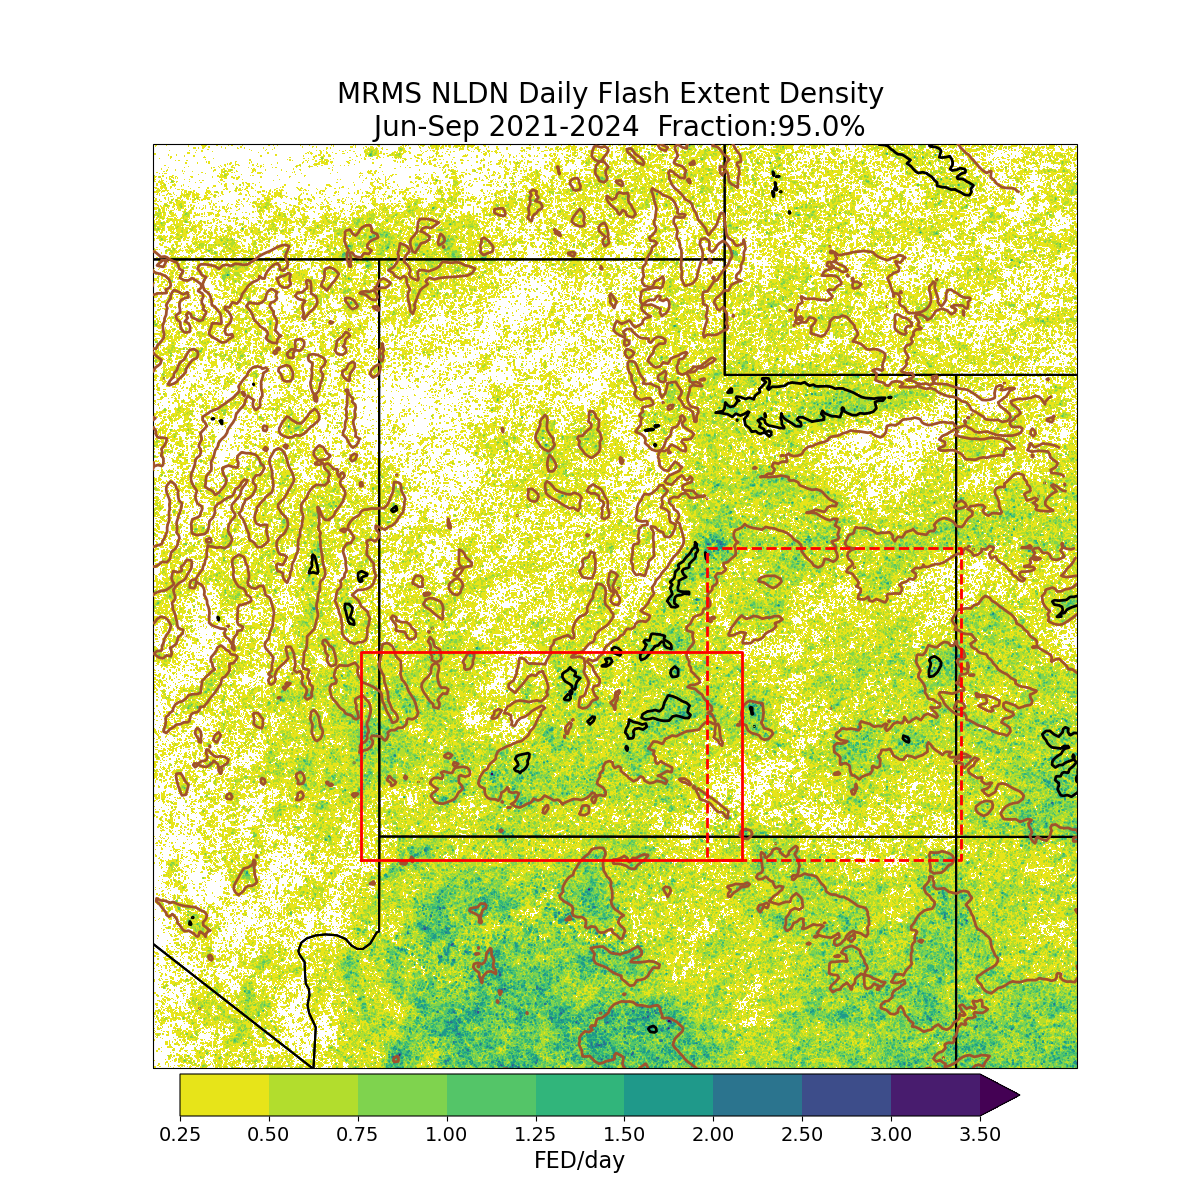 MRMS NLDN Daily Flash Extent Density
Jun-Sep 2021-2024  Fraction:95.0%
0.25 0.50 0.75 1.00 1.25 1.50 2.00 2.50 3.00 3.50
FED/day